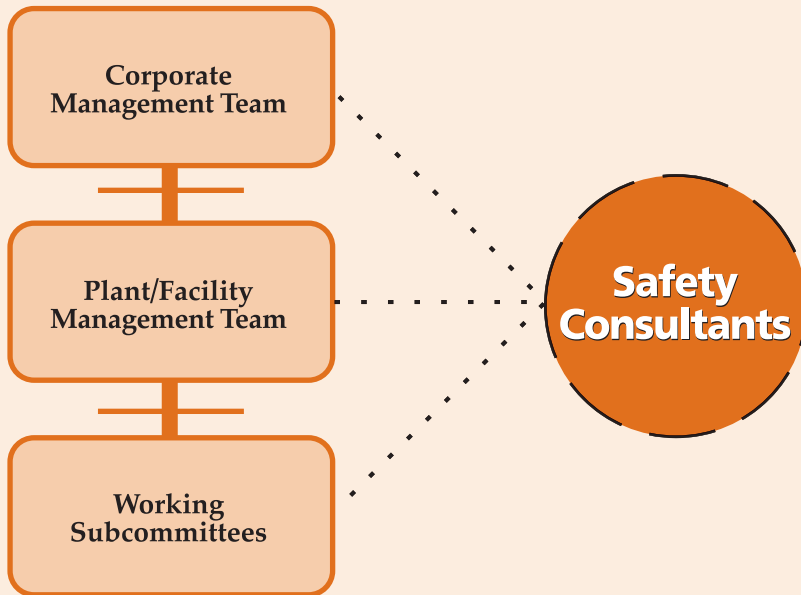 Corporate
Management Team
Plant/Facility
Management Team
Safety
Consultants
Working
Subcommittees